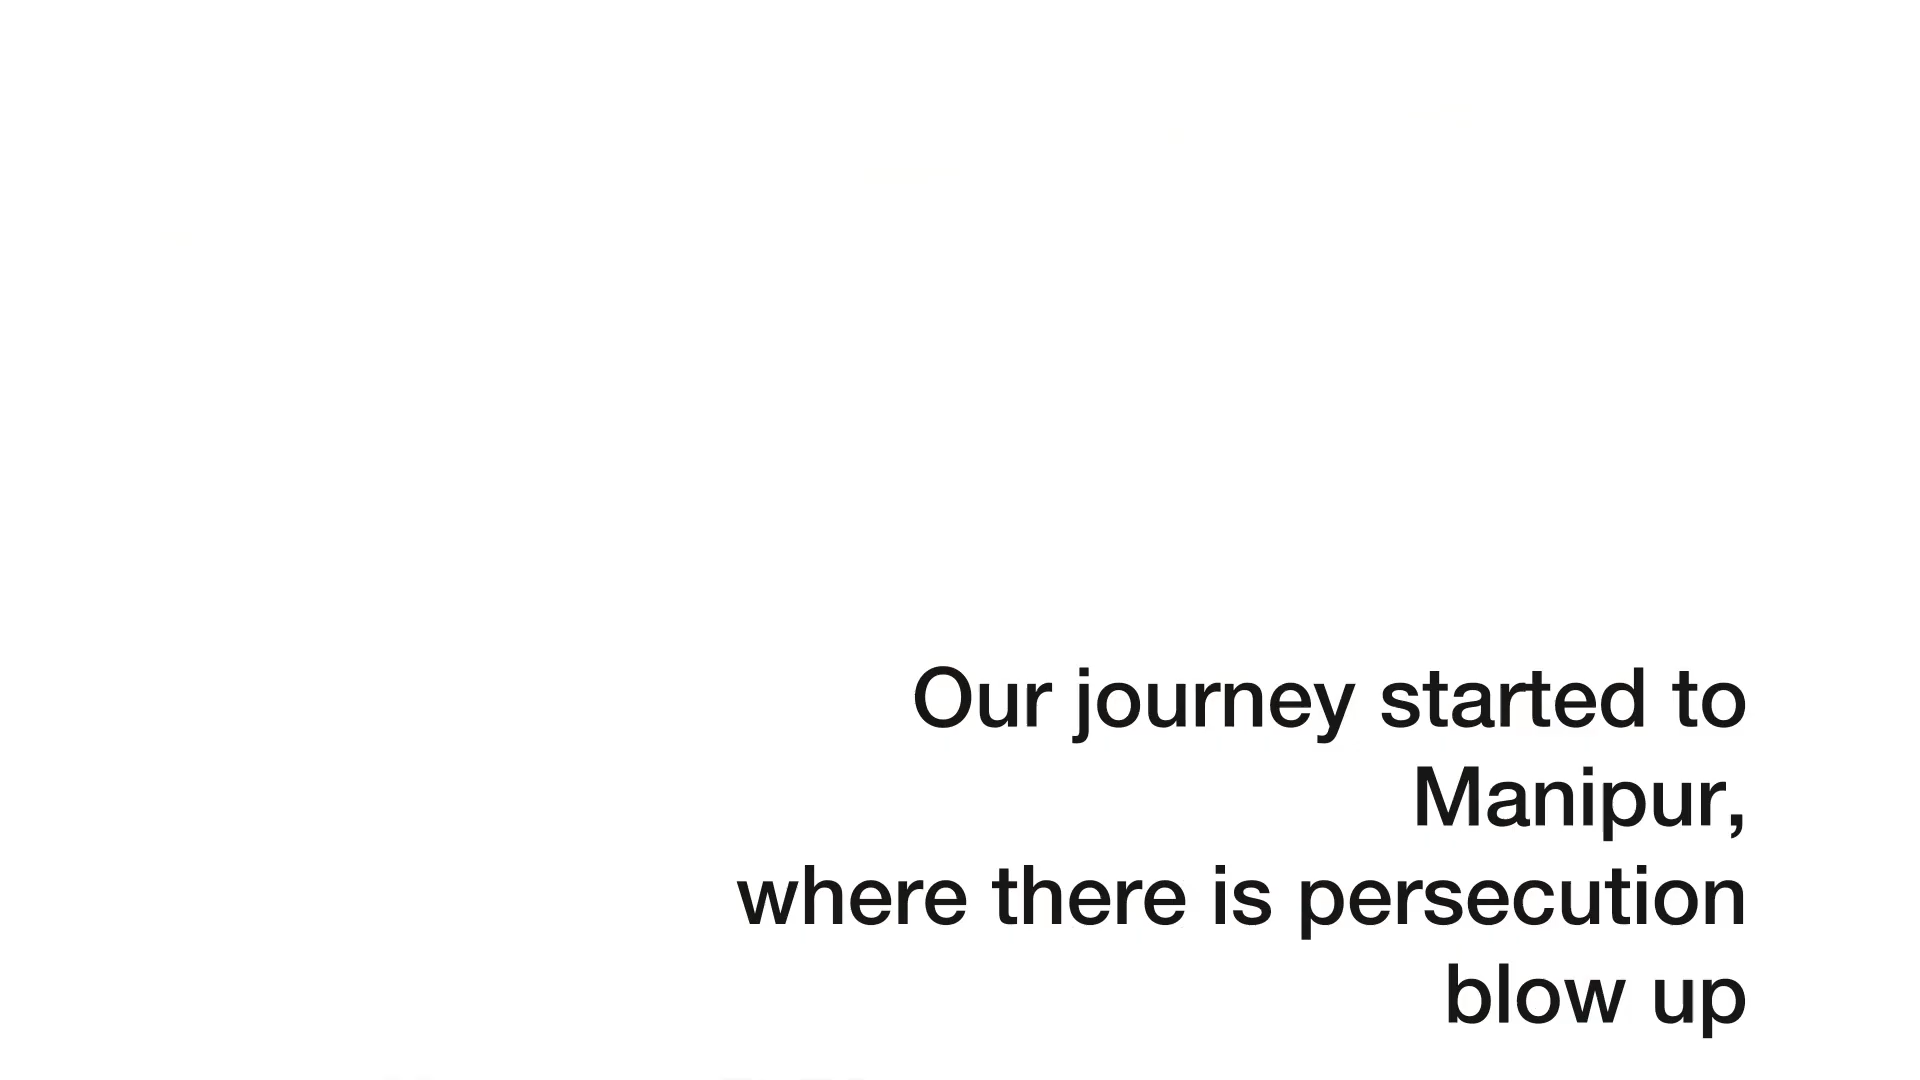 Our journey started to
Manipur,
where there is persecution
blow up